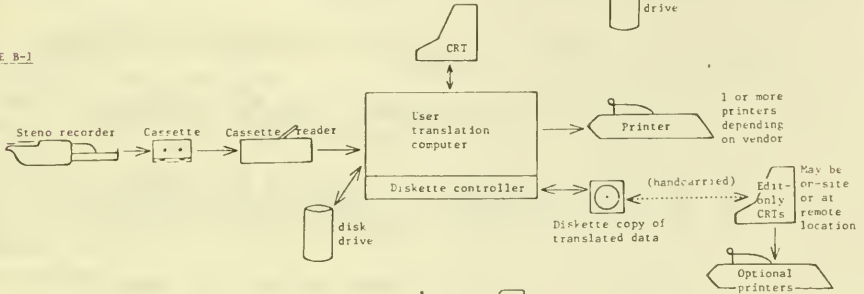 drive
E B-1
CRT
Steno recorder
Cassette
Cassette reader
User
translation
computer
Diskette controller
disk
drive
Printer
1 or more
printers
depending
on vendor
(handcarried)
Diskette copy of
translated data
Edit-
only
CRTs
May be
on-site
or at
remote
location
Optional
printers